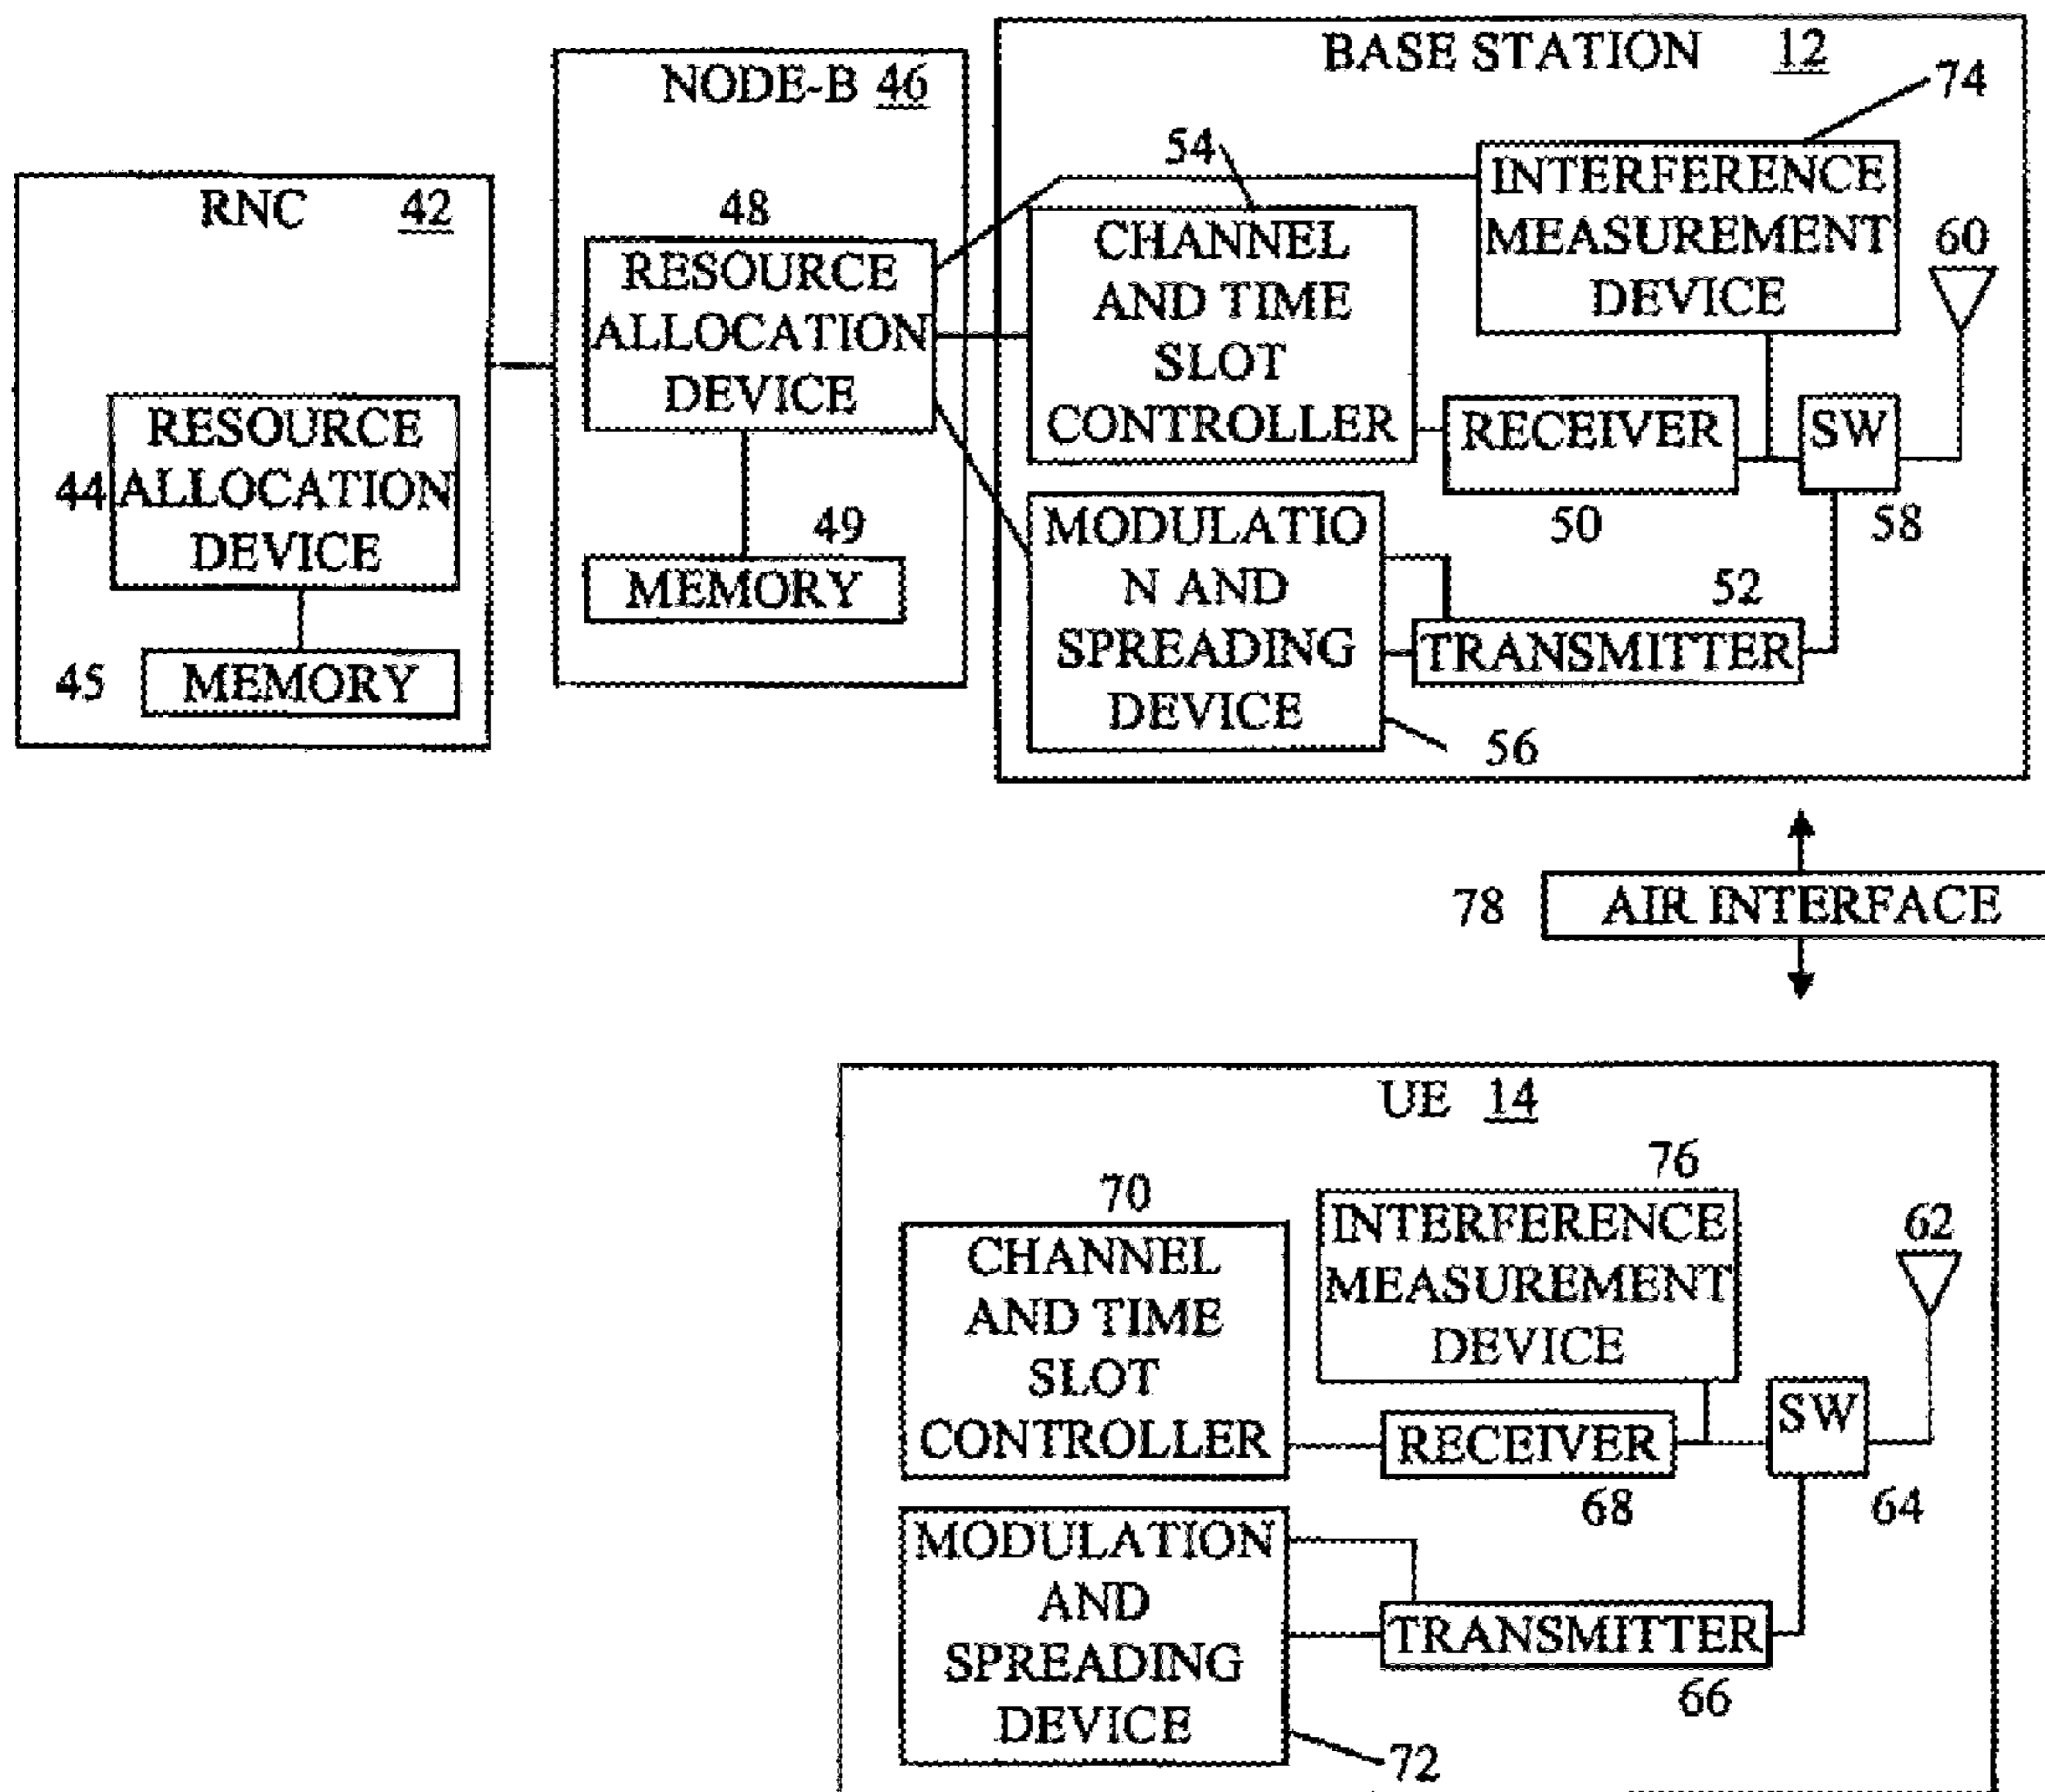 BASE STATION 12
74
NODE-B 46
54
INTERFERENCE
MEASUREMENT
DEVICE
RNC 42
48
RESOURCE
ALLOCATION
DEVICE
CHANNEL
AND TIME
SLOT
CONTROLLER
60
RECEIVER
SW
50
58
44
RESOURCE
ALLOCATION
DEVICE
49
MEMORY
MODULATIO
N AND
SPREADING
DEVICE
52
TRANSMITTER
56
45
MEMORY
78
AIR INTERFACE
UE 14
70
76
CHANNEL
AND TIME
SLOT
CONTROLLER
INTERFERENCE
MEASUREMENT
DEVICE
62
RECEIVER
SW
68
64
MODULATION
AND
SPREADING
DEVICE
TRANSMITTER
66
72